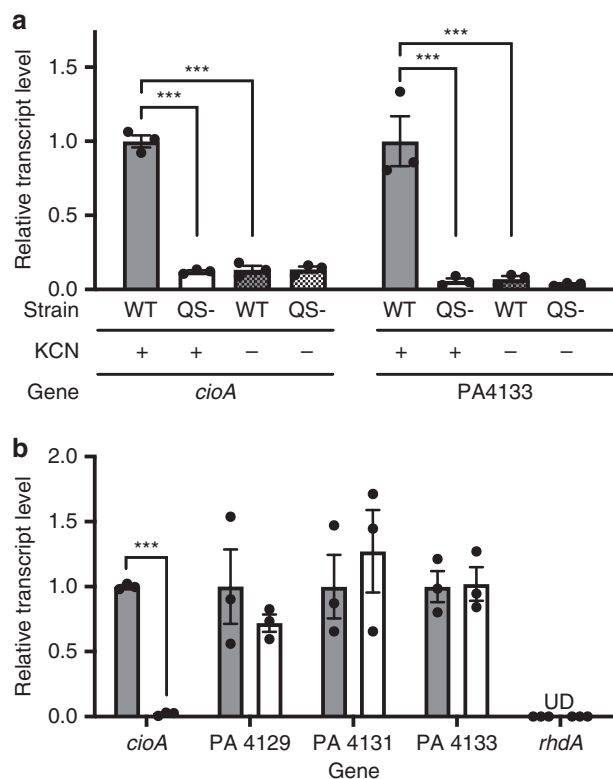 a
Relative transcript level
1.5
1.0
0.5
0.0
***
***
***
***
Strain WT QS- WT QS- WT QS- WT QS-
KCN + + − − + + − −
Gene cioA PA4133
b
Relative transcript level
2.0
1.5
1.0
0.5
0.0
***
UD
cioA PA 4129 PA 4131 PA 4133 rhdA
Gene